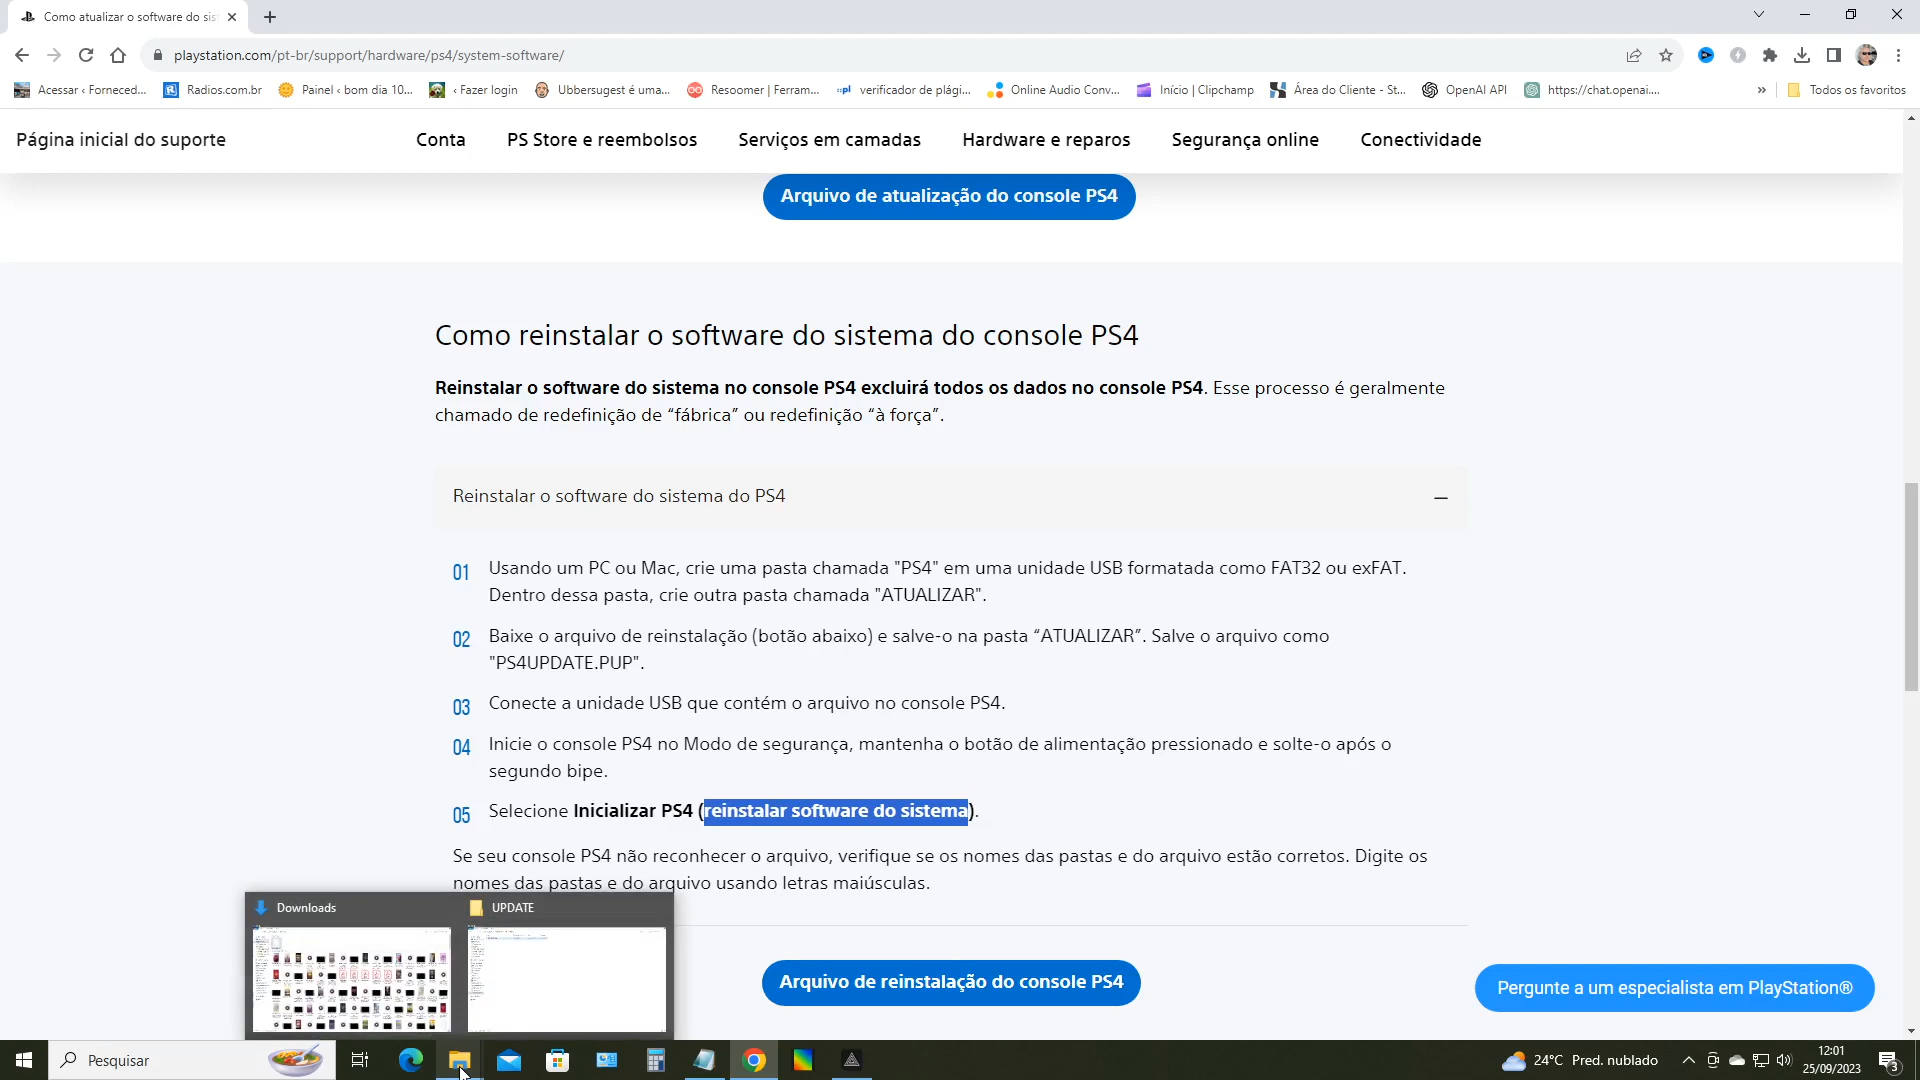 Como atualizar o software do sis
playstation.com/pt-br/support/hardware/ps4/system-software/
Acessar ‹ Forneced...
Radios.com.br
Painel ‹ bom dia 10...
‹ Fazer login
Ubbersugest é uma...
Resoomer | Ferram...
verificador de plági...
Online Audio Conv...
Início | Clipchamp
Área do Cliente - St...
OpenAI API
https://chat.openai....
»
Todos os favoritos
Página inicial do suporte
Conta
PS Store e reembolsos
Serviços em camadas
Hardware e reparos
Segurança online
Conectividade
Arquivo de atualização do console PS4
Como reinstalar o software do sistema do console PS4
Reinstalar o software do sistema no console PS4 excluirá todos os dados no console PS4. Esse processo é geralmente
chamado de redefinição de “fábrica” ou redefinição “à força”.
Reinstalar o software do sistema do PS4
01 Usando um PC ou Mac, crie uma pasta chamada "PS4" em uma unidade USB formatada como FAT32 ou exFAT.
Dentro dessa pasta, crie outra pasta chamada "ATUALIZAR".
02 Baixe o arquivo de reinstalação (botão abaixo) e salve-o na pasta “ATUALIZAR”. Salve o arquivo como
"PS4UPDATE.PUP".
03 Conecte a unidade USB que contém o arquivo no console PS4.
04 Inicie o console PS4 no Modo de segurança, mantenha o botão de alimentação pressionado e solte-o após o
segundo bipe.
05 Selecione Inicializar PS4 (reinstalar software do sistema).
Se seu console PS4 não reconhecer o arquivo, verifique se os nomes das pastas e do arquivo estão corretos. Digite os
nomes das pastas e do arquivo usando letras maiúsculas.
Downloads
UPDATE
Arquivo de reinstalação do console PS4
Pergunte a um especialista em PlayStation®
Pesquisar
24°C Pred. nublado
12:01
25/09/2023
3